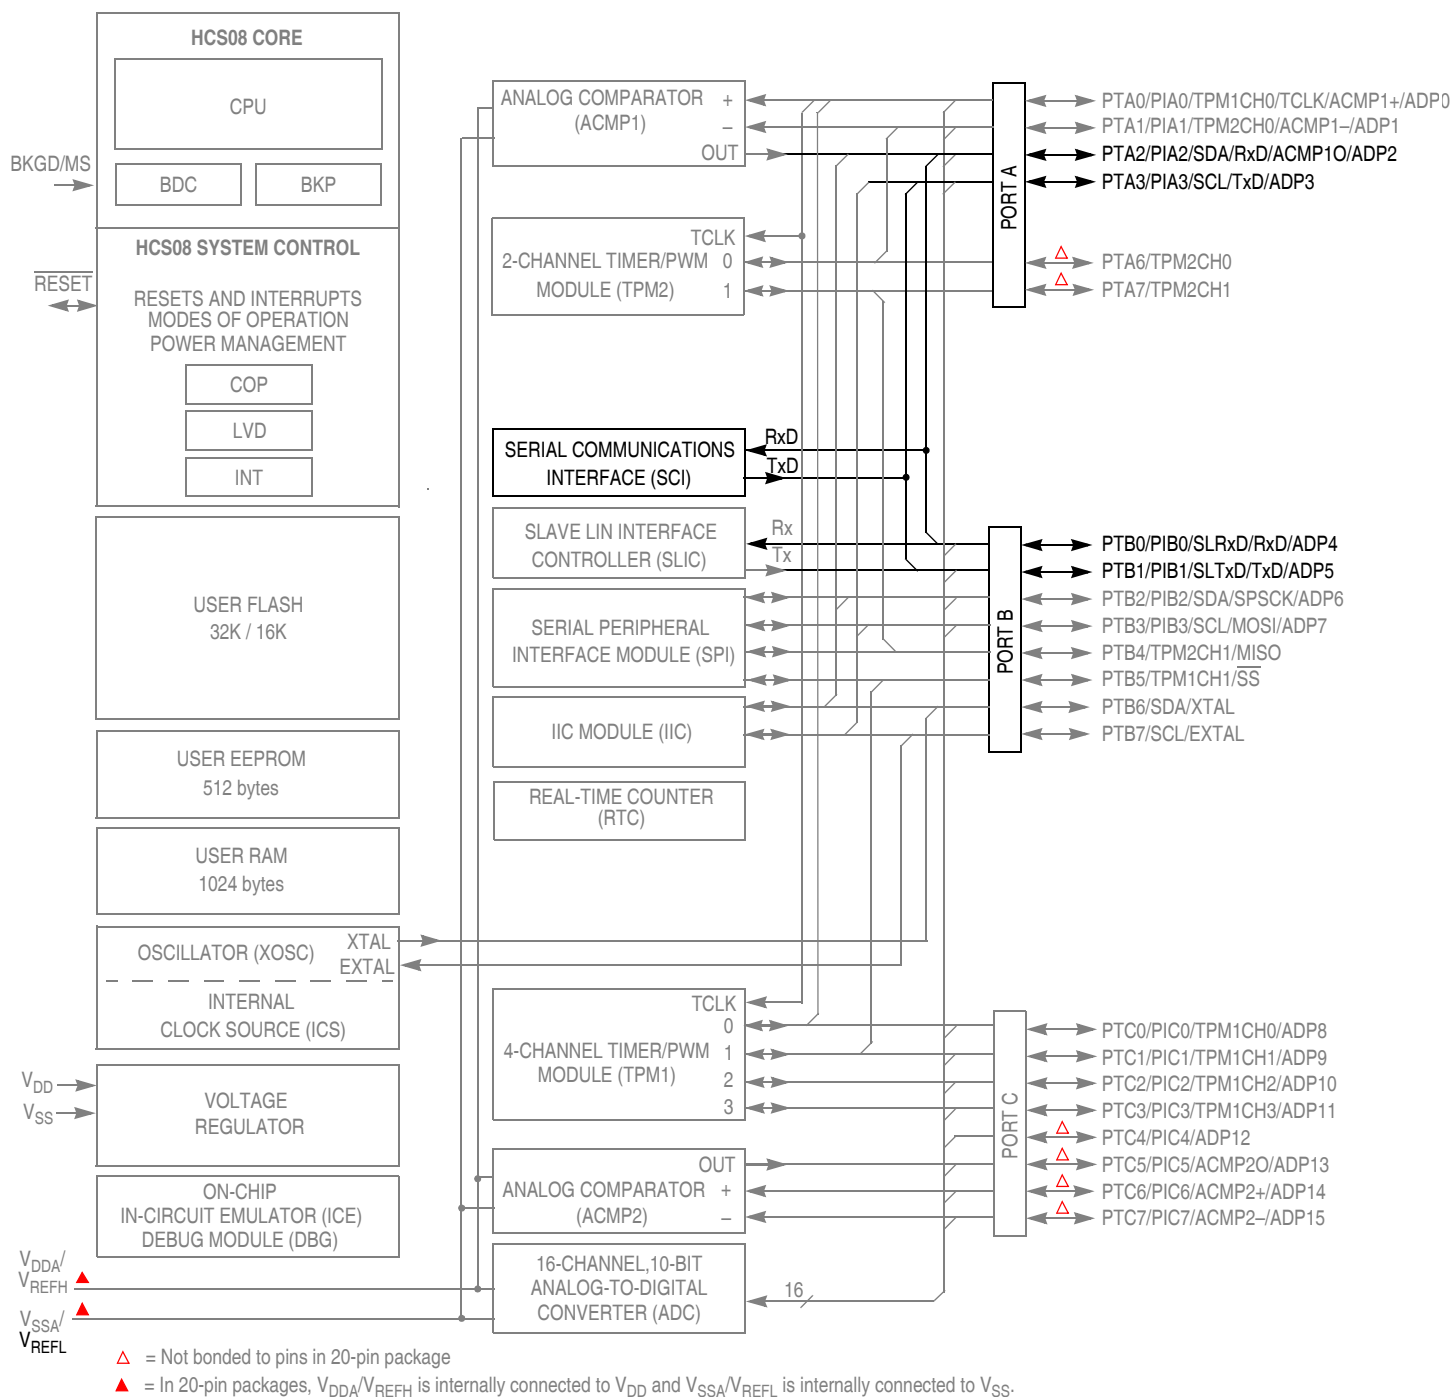 HCS08 CORE
CPU
BDC
BKP
BKGD/MS
HCS08 SYSTEM CONTROL
RESET
RESETS AND INTERRUPTS
MODES OF OPERATION
POWER MANAGEMENT
COP
LVD
INT
USER FLASH
32K / 16K
USER EEPROM
512 bytes
USER RAM
1024 bytes
OSCILLATOR (XOSC)
XTAL
EXTAL
INTERNAL
CLOCK SOURCE (ICS)
VDD
VSS
VOLTAGE
REGULATOR
ON-CHIP
IN-CIRCUIT EMULATOR (ICE)
DEBUG MODULE (DBG)
VDDA/
VREFH
VSSA/
VREFL
ANALOG COMPARATOR +
(ACMP1) –
OUT
TCLK
2-CHANNEL TIMER/PWM 0
MODULE (TPM2) 1
SERIAL COMMUNICATIONS
INTERFACE (SCI)
RxD
TxD
SLAVE LIN INTERFACE
CONTROLLER (SLIC)
Rx
Tx
SERIAL PERIPHERAL
INTERFACE MODULE (SPI)
IIC MODULE (IIC)
REAL-TIME COUNTER
(RTC)
TCLK
0
4-CHANNEL TIMER/PWM 1
MODULE (TPM1)
2
3
OUT
ANALOG COMPARATOR +
(ACMP2) –
16-CHANNEL,10-BIT
ANALOG-TO-DIGITAL
CONVERTER (ADC)
16
PORT A
PTA0/PIA0/TPM1CH0/TCLK/ACMP1+/ADP0
PTA1/PIA1/TPM2CH0/ACMP1–/ADP1
PTA2/PIA2/SDA/RxD/ACMP1O/ADP2
PTA3/PIA3/SCL/TxD/ADP3
PTA6/TPM2CH0
PTA7/TPM2CH1
PORT B
PTB0/PIB0/SLRxD/RxD/ADP4
PTB1/PIB1/SLTxD/TxD/ADP5
PTB2/PIB2/SDA/SPSCK/ADP6
PTB3/PIB3/SCL/MOSI/ADP7
PTB4/TPM2CH1/MISO
PTB5/TPM1CH1/SS
PTB6/SDA/XTAL
PTB7/SCL/EXTAL
PORT C
PTC0/PIC0/TPM1CH0/ADP8
PTC1/PIC1/TPM1CH1/ADP9
PTC2/PIC2/TPM1CH2/ADP10
PTC3/PIC3/TPM1CH3/ADP11
PTC4/PIC4/ADP12
PTC5/PIC5/ACMP2O/ADP13
PTC6/PIC6/ACMP2+/ADP14
PTC7/PIC7/ACMP2–/ADP15
△ = Not bonded to pins in 20-pin package
▲ = In 20-pin packages, VDDA/VREFH is internally connected to VDD and VSSA/VREFL is internally connected to VSS.